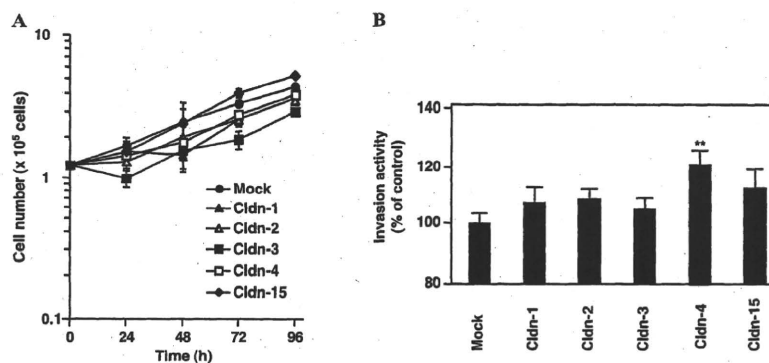 A
Cell number (x 10⁵ cells)
10
1
0.1
0 24 48 72 96
Time (h)
Mock
Cldn-1
Cldn-2
Cldn-3
Cldn-4
Cldn-15
B
Invasion activity
(% of control)
140
120
100
80
**
Mock
Cldn-1
Cldn-2
Cldn-3
Cldn-4
Cldn-15